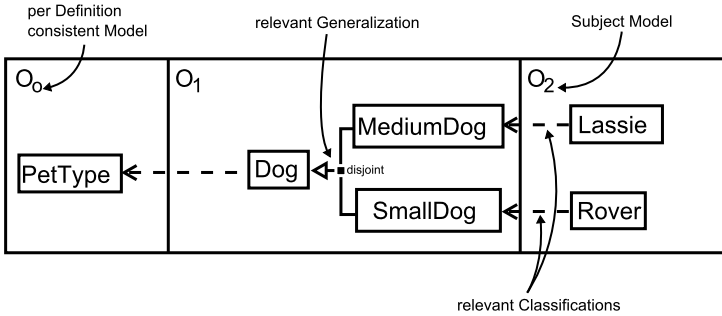 per Definition
consistent Model
relevant Generalization
Subject Model
Oo
O1
O2
MediumDog
Lassie
PetType
Dog
disjoint
SmallDog
Rover
relevant Classifications